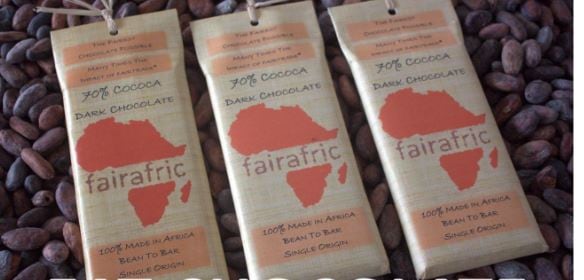 THE FAIREST
CHOCOLATE POSSIBLE
MANY TIMES THE
IMPACT OF FAIRTRADE*
70% COCOCA
DARK CHOCOLATE
fairafric
100% MADE IN AFRICA
BEAN TO BAR
SINGLE ORIGIN
THE FAIREST
CHOCOLATE POSSIBLE
MANY TIMES THE
IMPACT OF FAIRTRADE*
70% COCOCA
DARK CHOCOLATE
fairafric
100% MADE IN AFRICA
BEAN TO BAR
SINGLE ORIGIN
THE FAIREST
CHOCOLATE POSSIBLE
MANY TIMES THE
IMPACT OF FAIRTRADE*
70% COCOCA
DARK CHOCOLATE
fairafric
100% MADE IN AFRICA
BEAN TO BAR
SINGLE ORIGIN